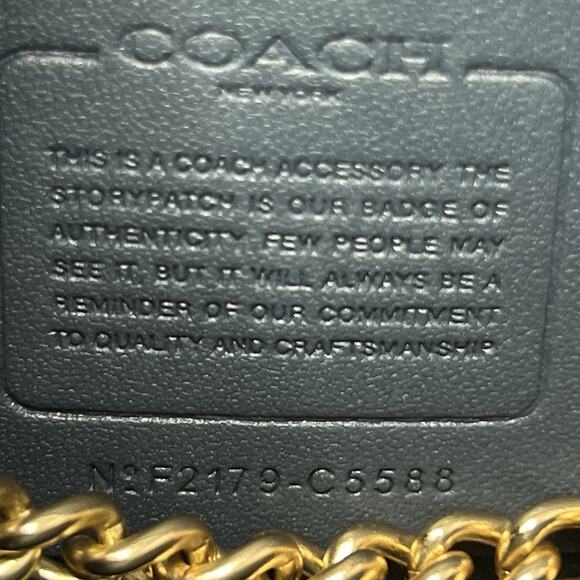 COACH
NEW YORK
THIS IS A COACH ACCESSORY. THE
STORYPATCH IS OUR BADGE OF
AUTHENTICITY. FEW PEOPLE MAY
SEE IT, BUT IT WILL ALWAYS BE A
REMINDER OF OUR COMMITMENT
TO QUALITY AND CRAFTSMANSHIP.
Nº F2179-C5588